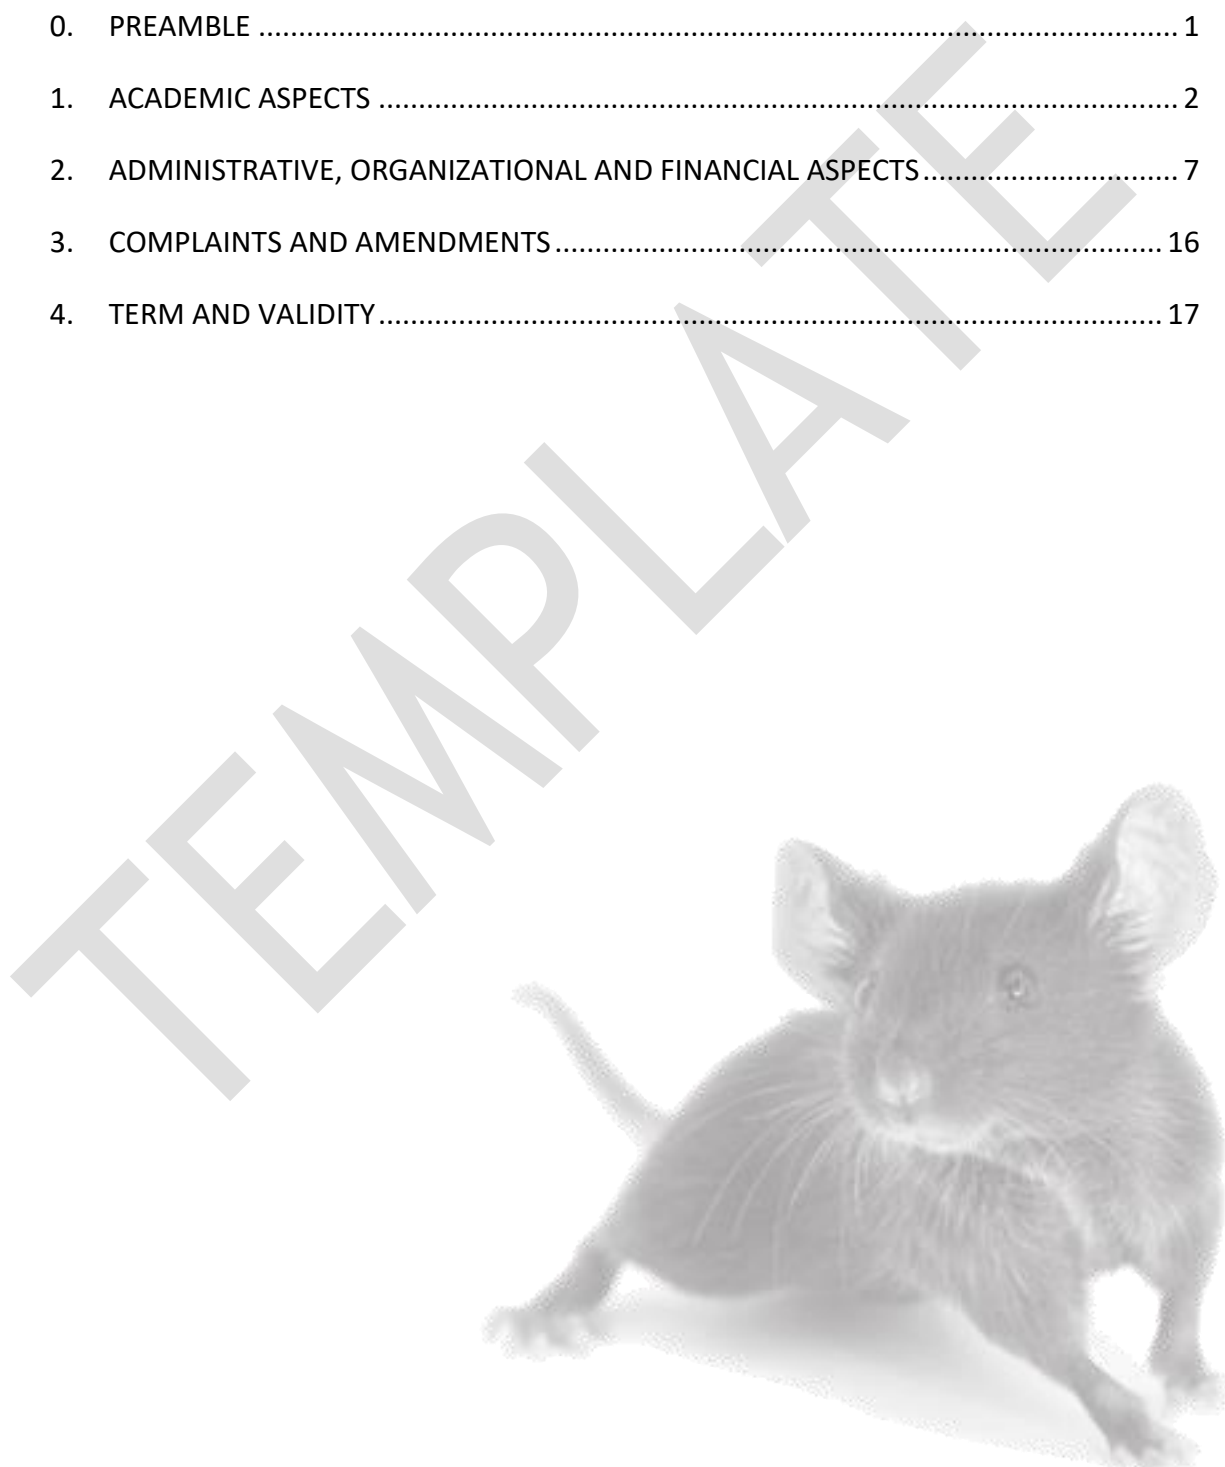 0. PREAMBLE ........................................................................................................................ 1
1. ACADEMIC ASPECTS ........................................................................................................ 2
2. ADMINISTRATIVE, ORGANIZATIONAL AND FINANCIAL ASPECTS ................................ 7
3. COMPLAINTS AND AMENDMENTS ............................................................................. 16
4. TERM AND VALIDITY .................................................................................................... 17
TEMPLATE